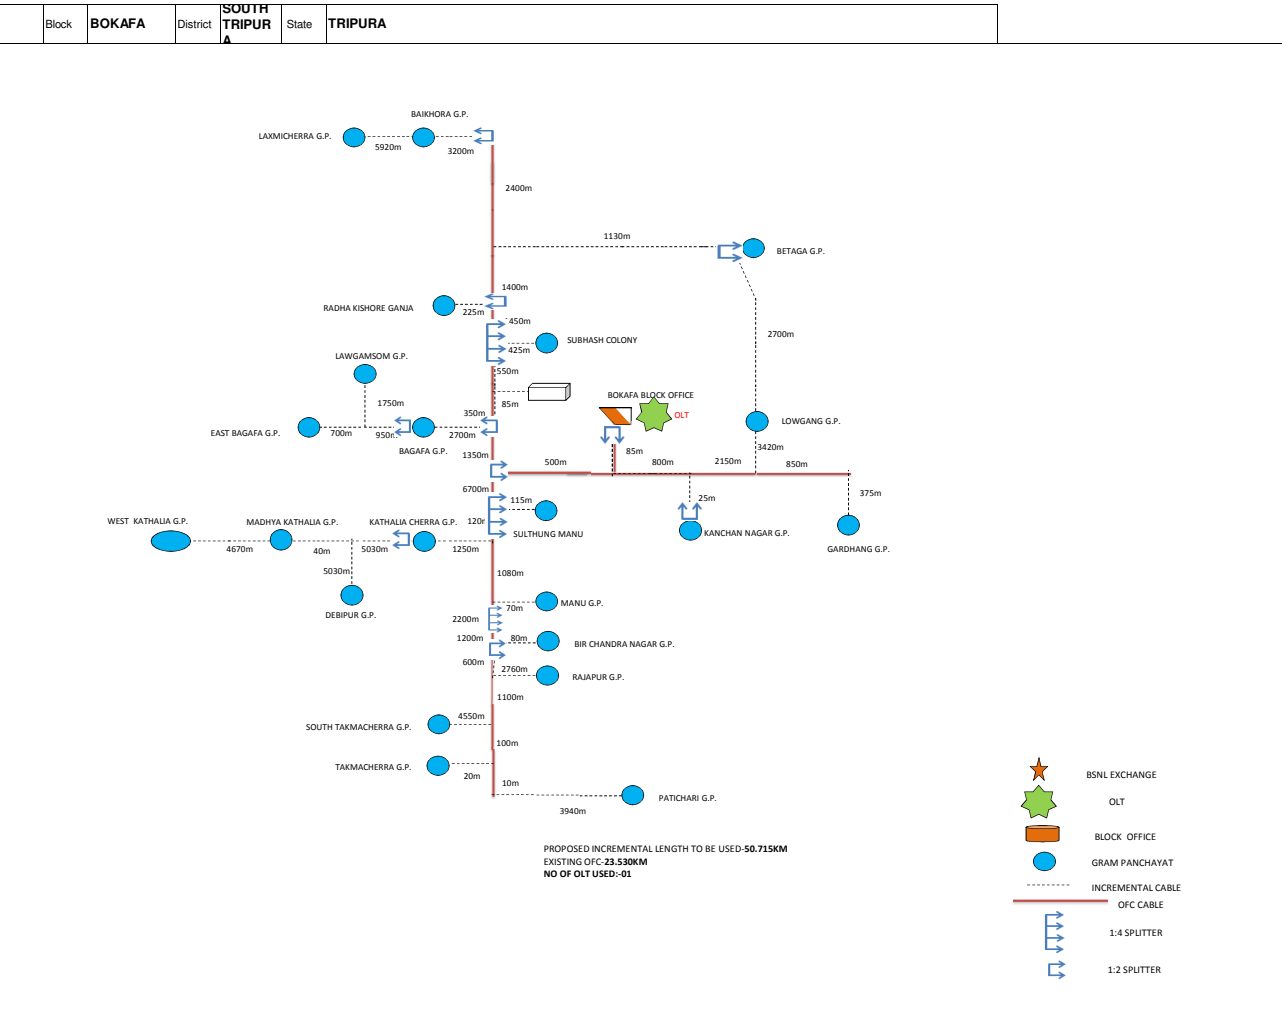 Block BOKAFA District SOUTH TRIPURA State TRIPURA
BAIKHORA G.P.
LAXMICHERRA G.P.
5920m
3200m
2400m
1130m
BETAGA G.P.
1400m
RADHA KISHORE GANJA
225m
450m
2700m
SUBHASH COLONY
425m
LAWGAMSOM G.P.
550m
BOKAFA BLOCK OFFICE
1750m
85m
350m
OLT
LOWGANG G.P.
EAST BAGAFA G.P.
700m
950m
2700m
BAGAFA G.P.
3420m
85m
1350m
500m
800m
2150m
850m
6700m
375m
115m
25m
WEST KATHALIA G.P.
MADHYA KATHALIA G.P.
KATHALIA CHERRA G.P.
SULTHUNG MANU
KANCHAN NAGAR G.P.
GARDHANG G.P.
4670m
40m
5030m
1250m
5030m
1080m
DEBIPUR G.P.
MANU G.P.
70m
2200m
1200m
80m
BIR CHANDRA NAGAR G.P.
600m
2760m
RAJAPUR G.P.
1100m
4550m
SOUTH TAKMACHERRA G.P.
100m
TAKMACHERRA G.P.
20m
10m
PATICHARI G.P.
3940m
PROPOSED INCREMENTAL LENGTH TO BE USED-50.715KM
EXISTING OFC-23.530KM
NO OF OLT USED:-01
BSNL EXCHANGE
OLT
BLOCK OFFICE
GRAM PANCHAYAT
INCREMENTAL CABLE
OFC CABLE
1:4 SPLITTER
1:2 SPLITTER